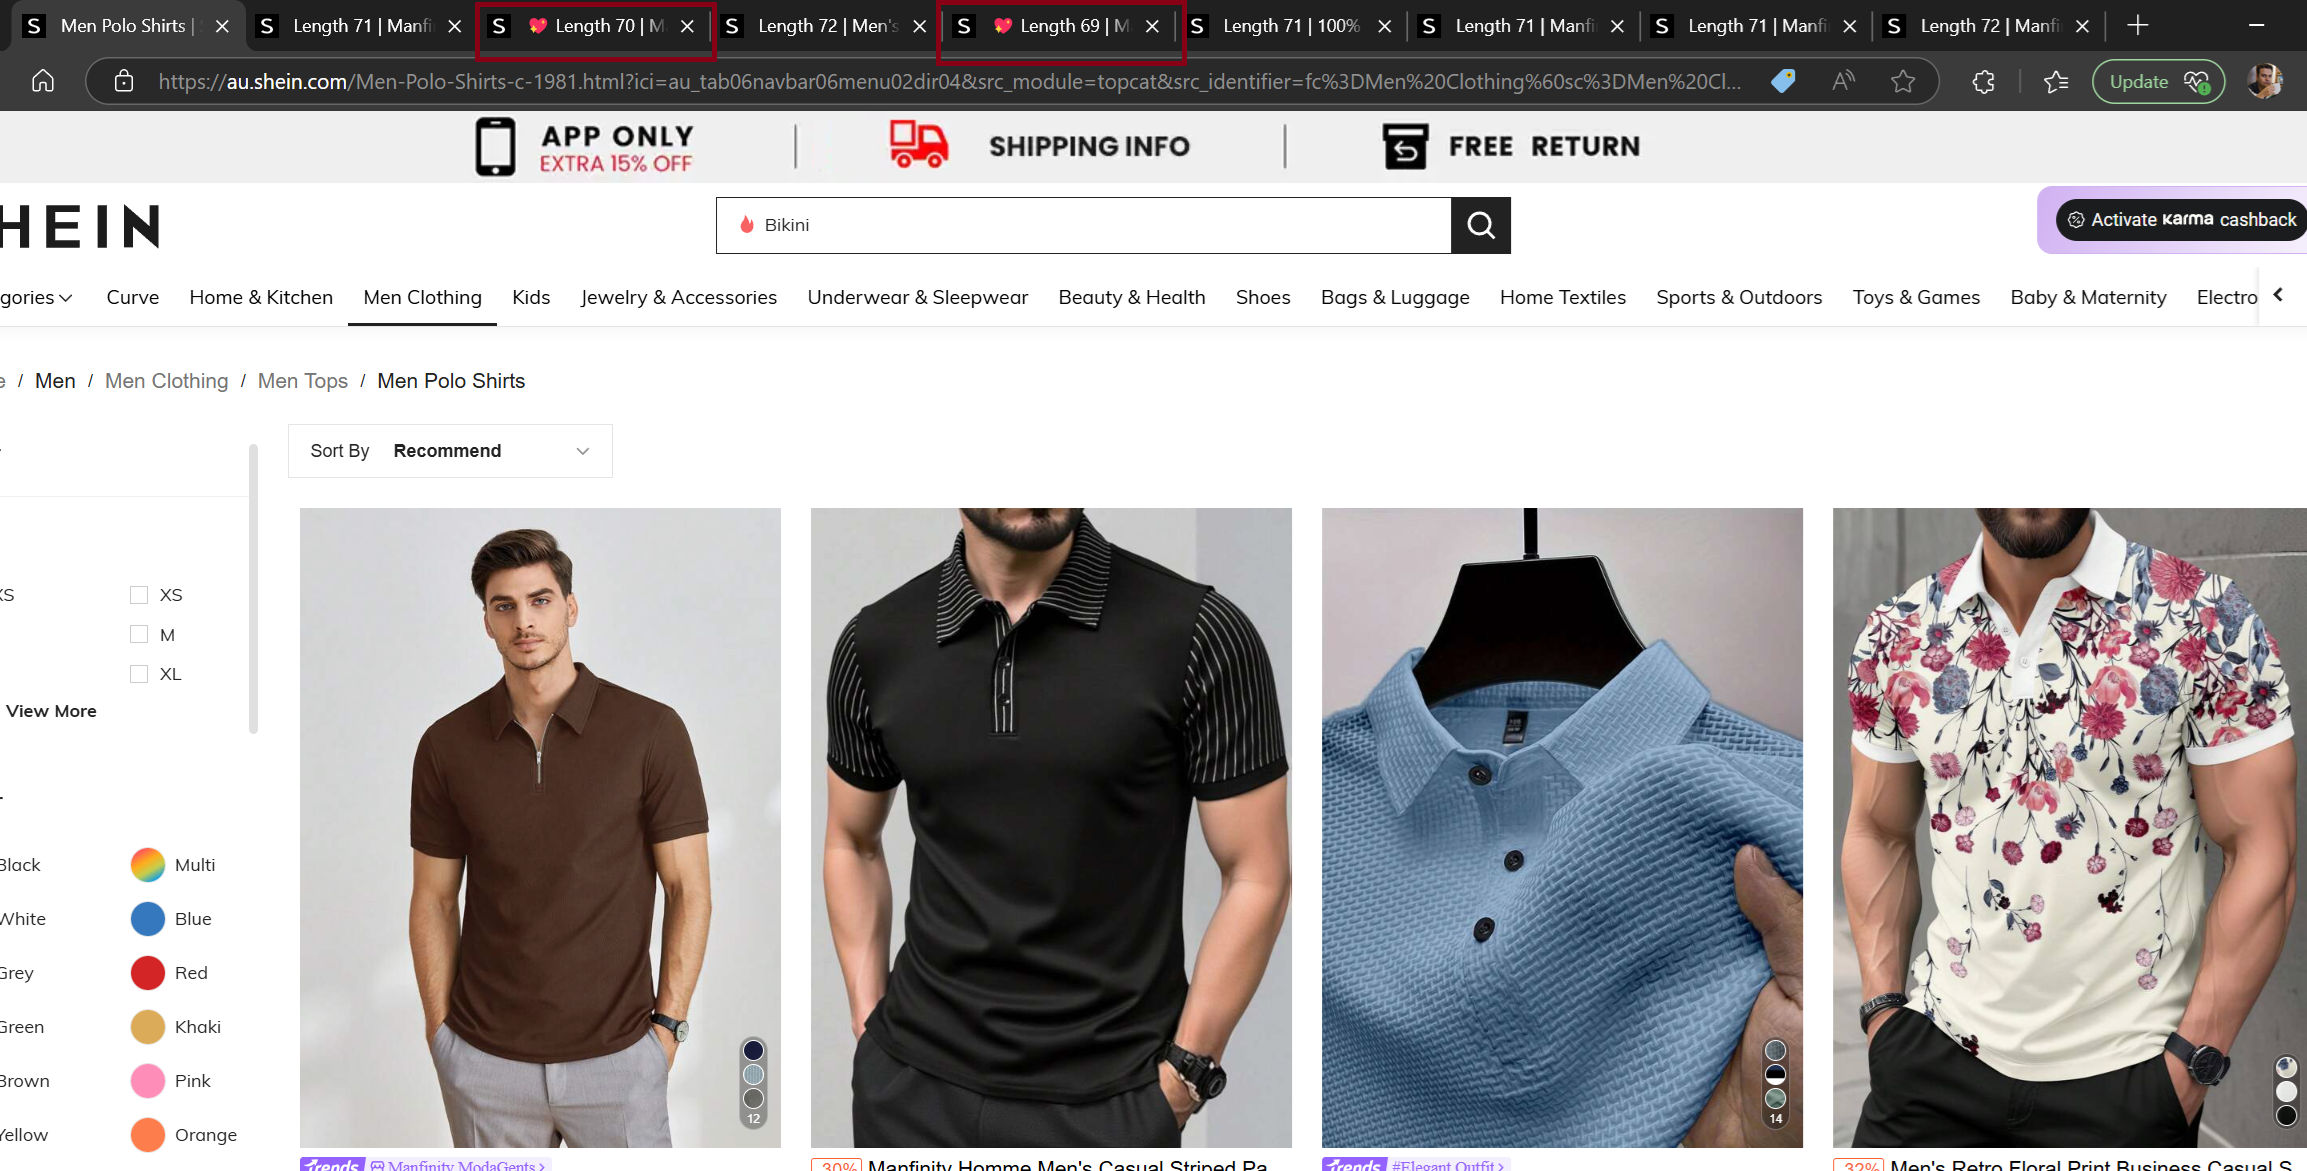 Men Polo Shirts |
Length 71 | Manfi
💖 Length 70 | M
Length 72 | Men's
💖 Length 69 | M
Length 71 | 100%
Length 71 | Manfi
Length 71 | Manfi
Length 72 | Manfi
https://au.shein.com/Men-Polo-Shirts-c-1981.html?ici=au_tab06navbar06menu02dir04&src_module=topcat&src_identifier=fc%3DMen%20Clothing%60sc%3DMen%20Cl...
Update
APP ONLY
EXTRA 15% OFF
SHIPPING INFO
FREE RETURN
HEIN
Bikini
Activate karma cashback
gories
Curve
Home & Kitchen
Men Clothing
Kids
Jewelry & Accessories
Underwear & Sleepwear
Beauty & Health
Shoes
Bags & Luggage
Home Textiles
Sports & Outdoors
Toys & Games
Baby & Maternity
Electro
e / Men / Men Clothing / Men Tops / Men Polo Shirts
Sort By Recommend
XS
XS
M
XL
View More
Black
Multi
White
Blue
Grey
Red
Green
Khaki
Brown
Pink
Yellow
Orange
12
14
Trends Manfinity ModaGents >
-30% Manfinity Homme Men's Casual Striped Pa
Trends #Elegant Outfit >
-32% Men's Retro Floral Print Business Casual S